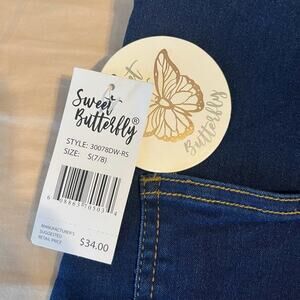 Sweet
Butterfly®
STYLE: 30078DW-RS
SIZE: S(7/8)
MANUFACTURER'S
SUGGESTED
RETAIL PRICE
$34.00
Butterfly